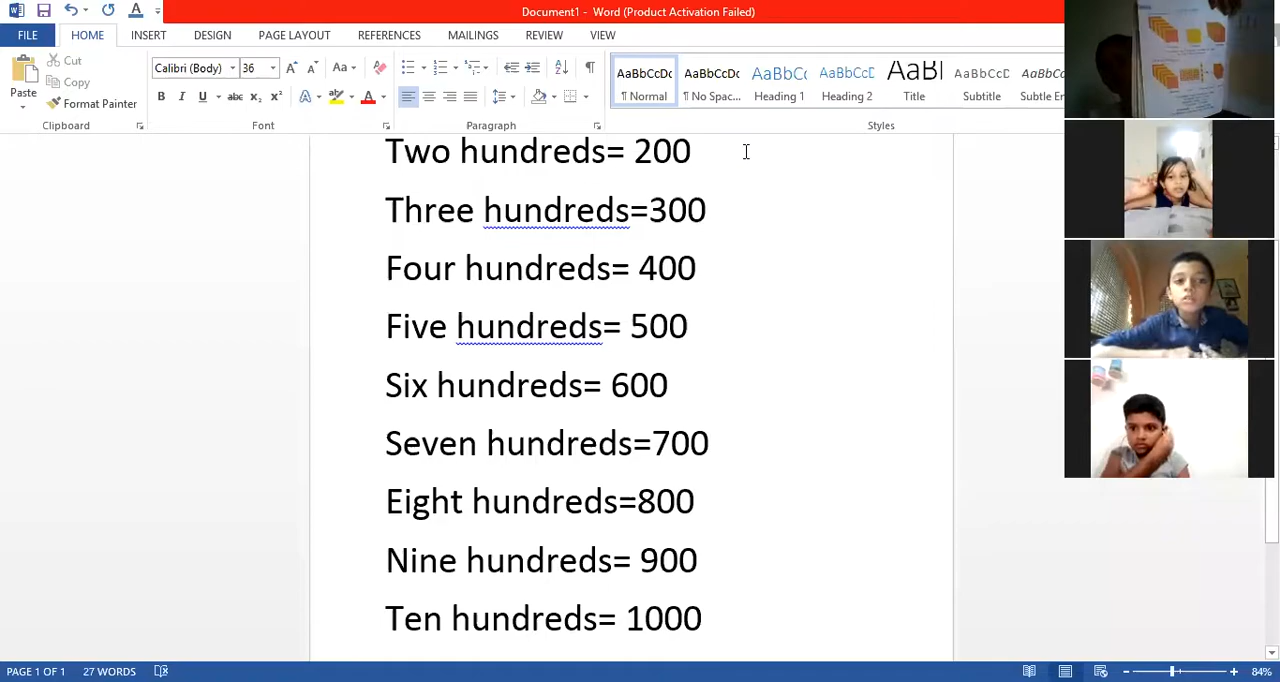 Document1 - Word (Product Activation Failed)
FILE HOME INSERT DESIGN PAGE LAYOUT REFERENCES MAILINGS REVIEW VIEW
Cut
Copy
Format Painter
Paste
Calibri (Body) 36
AaBbCcDc AaBbCcDc AaBbCc AaBbCcD AaBI AaBbCcD
¶ Normal ¶ No Spac... Heading 1 Heading 2 Title Subtitle Subtle Em
Clipboard Font Paragraph Styles
Two hundreds= 200
Three hundreds=300
Four hundreds= 400
Five hundreds= 500
Six hundreds= 600
Seven hundreds=700
Eight hundreds=800
Nine hundreds= 900
Ten hundreds= 1000
PAGE 1 OF 1 27 WORDS 84%